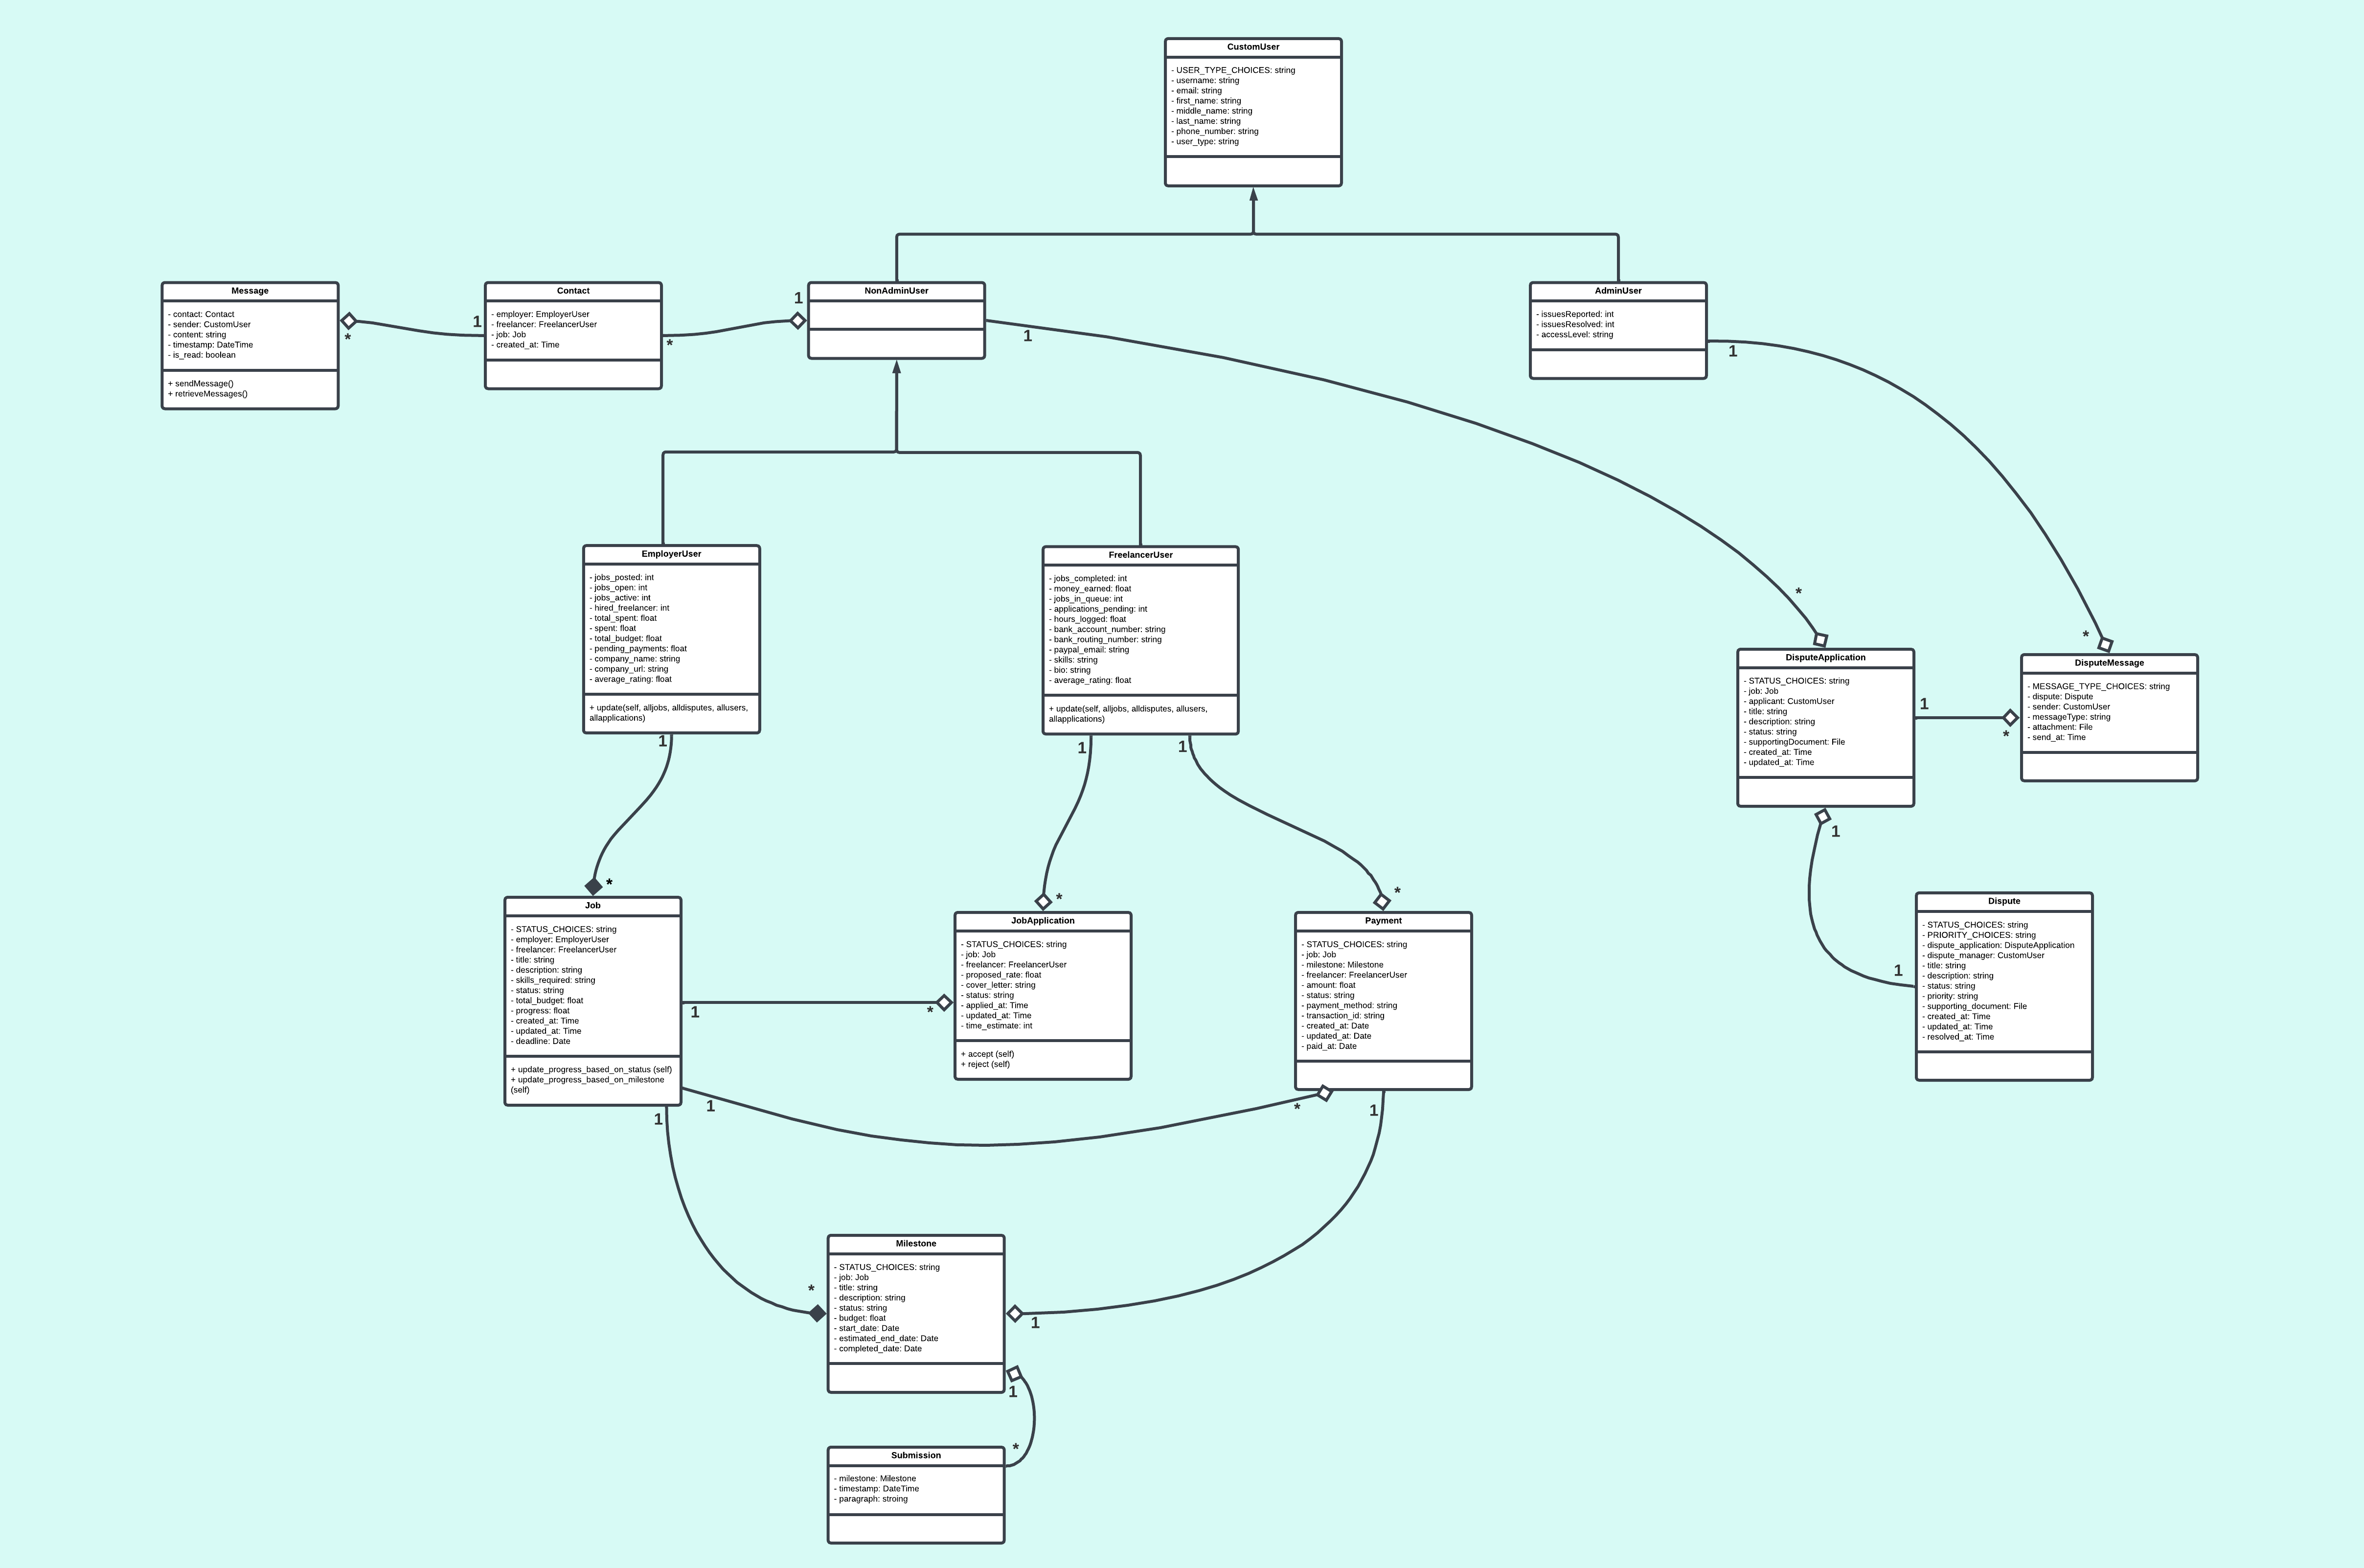 CustomUser
- USER_TYPE_CHOICES: string
- username: string
- email: string
- first_name: string
- middle_name: string
- last_name: string
- phone_number: string
- user_type: string
Message
- contact: Contact
- sender: CustomUser
- content: string
- timestamp: DateTime
- is_read: boolean
+ sendMessage()
+ retrieveMessages()
*
1
Contact
- employer: EmployerUser
- freelancer: FreelancerUser
- job: Job
- created_at: Time
*
1
NonAdminUser
1
AdminUser
- issuesReported: int
- issuesResolved: int
- accessLevel: string
1
EmployerUser
- jobs_posted: int
- jobs_open: int
- jobs_active: int
- hired_freelancer: int
- total_spent: float
- spent: float
- total_budget: float
- pending_payments: float
- company_name: string
- company_url: string
- average_rating: float
+ update(self, alljobs, alldisputes, allusers,
allapplications)
1
FreelancerUser
- jobs_completed: int
- money_earned: float
- jobs_in_queue: int
- applications_pending: int
- hours_logged: float
- bank_account_number: string
- bank_routing_number: string
- paypal_email: string
- skills: string
- bio: string
- average_rating: float
+ update(self, alljobs, alldisputes, allusers,
allapplications)
1
1
*
DisputeApplication
- STATUS_CHOICES: string
- job: Job
- applicant: CustomUser
- title: string
- description: string
- status: string
- supportingDocument: File
- created_at: Time
- updated_at: Time
1
*
*
DisputeMessage
- MESSAGE_TYPE_CHOICES: string
- dispute: Dispute
- sender: CustomUser
- messageType: string
- attachment: File
- send_at: Time
1
1
Dispute
- STATUS_CHOICES: string
- PRIORITY_CHOICES: string
- dispute_application: DisputeApplication
- dispute_manager: CustomUser
- title: string
- description: string
- status: string
- priority: string
- supporting_document: File
- created_at: Time
- updated_at: Time
- resolved_at: Time
*
Job
- STATUS_CHOICES: string
- employer: EmployerUser
- freelancer: FreelancerUser
- title: string
- description: string
- skills_required: string
- status: string
- total_budget: float
- progress: float
- created_at: Time
- updated_at: Time
- deadline: Date
+ update_progress_based_on_status (self)
+ update_progress_based_on_milestone
(self)
1
1
1
*
*
JobApplication
- STATUS_CHOICES: string
- job: Job
- freelancer: FreelancerUser
- proposed_rate: float
- cover_letter: string
- status: string
- applied_at: Time
- updated_at: Time
- time_estimate: int
+ accept (self)
+ reject (self)
*
Payment
- STATUS_CHOICES: string
- job: Job
- milestone: Milestone
- freelancer: FreelancerUser
- amount: float
- status: string
- payment_method: string
- transaction_id: string
- created_at: Date
- updated_at: Date
- paid_at: Date
*
1
*
Milestone
- STATUS_CHOICES: string
- job: Job
- title: string
- description: string
- status: string
- budget: float
- start_date: Date
- estimated_end_date: Date
- completed_date: Date
1
1
*
Submission
- milestone: Milestone
- timestamp: DateTime
- paragraph: stroing